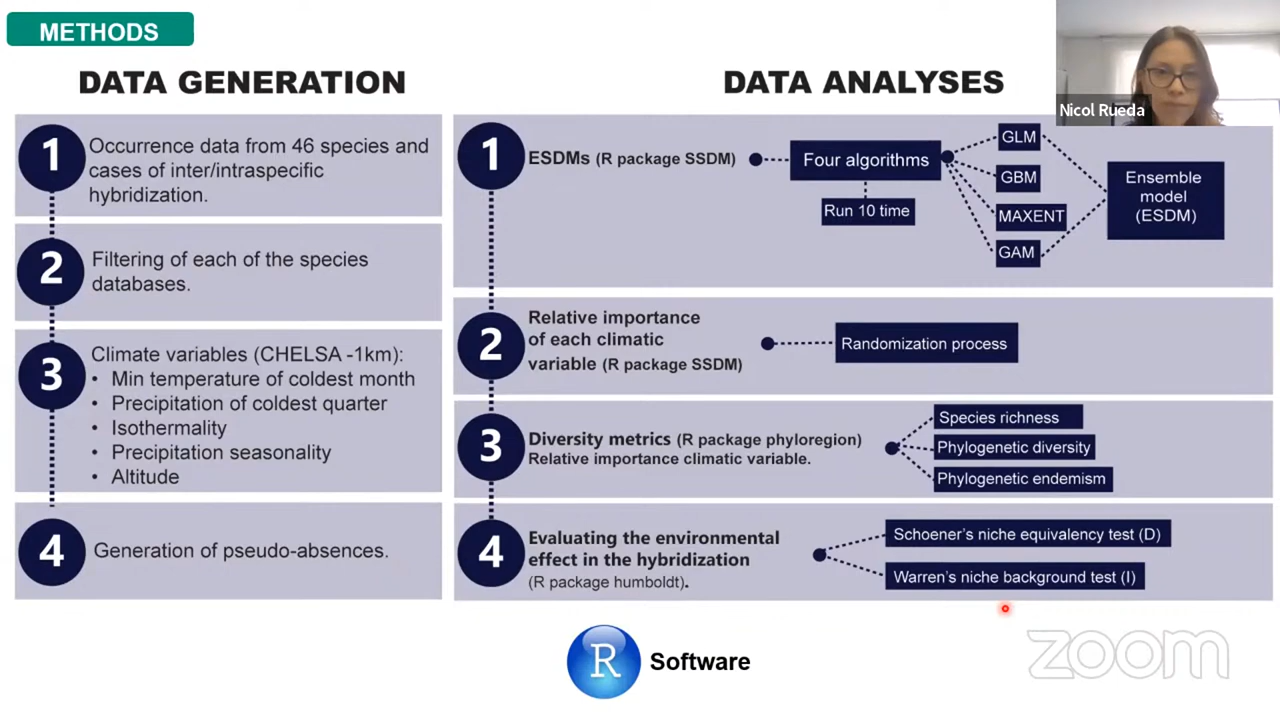 METHODS
DATA GENERATION
1
Occurrence data from 46 species and
cases of inter/intraspecific
hybridization.
2
Filtering of each of the species
databases.
3
Climate variables (CHELSA -1km):
• Min temperature of coldest month
• Precipitation of coldest quarter
• Isothermality
• Precipitation seasonality
• Altitude
4
Generation of pseudo-absences.
DATA ANALYSES
Nicol Rueda
1
ESDMs (R package SSDM)
Four algorithms
Run 10 time
GLM
GBM
MAXENT
GAM
Ensemble
model
(ESDM)
2
Relative importance
of each climatic
variable (R package SSDM)
Randomization process
3
Diversity metrics (R package phyloregion)
Relative importance climatic variable.
Species richness
Phylogenetic diversity
Phylogenetic endemism
4
Evaluating the environmental
effect in the hybridization
(R package humboldt).
Schoener's niche equivalency test (D)
Warren's niche background test (I)
R Software
zoom